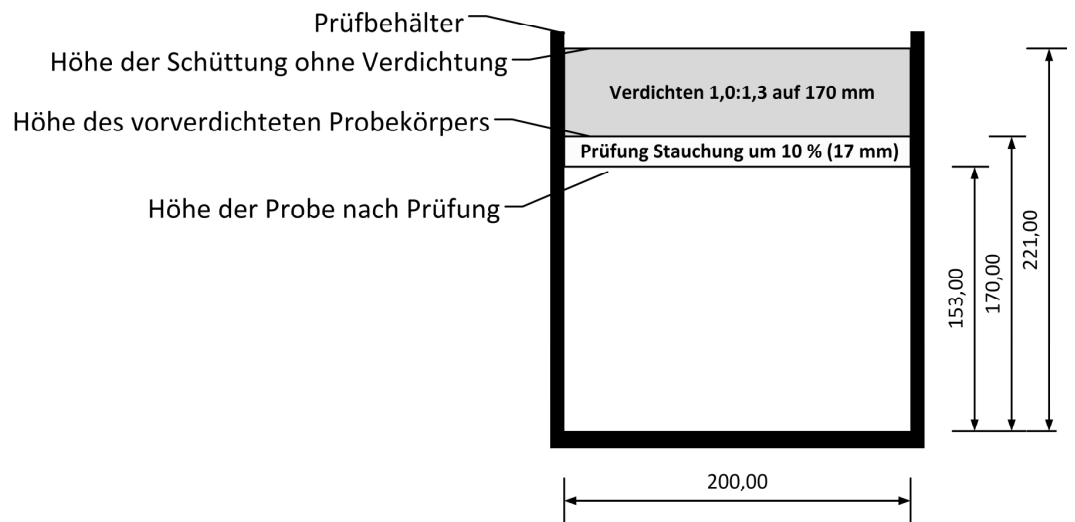 Prüfbehälter
Höhe der Schüttung ohne Verdichtung
Verdichten 1,0:1,3 auf 170 mm
Höhe des vorverdichteten Probekörpers
Prüfung Stauchung um 10 % (17 mm)
Höhe der Probe nach Prüfung
153,00
170,00
221,00
200,00